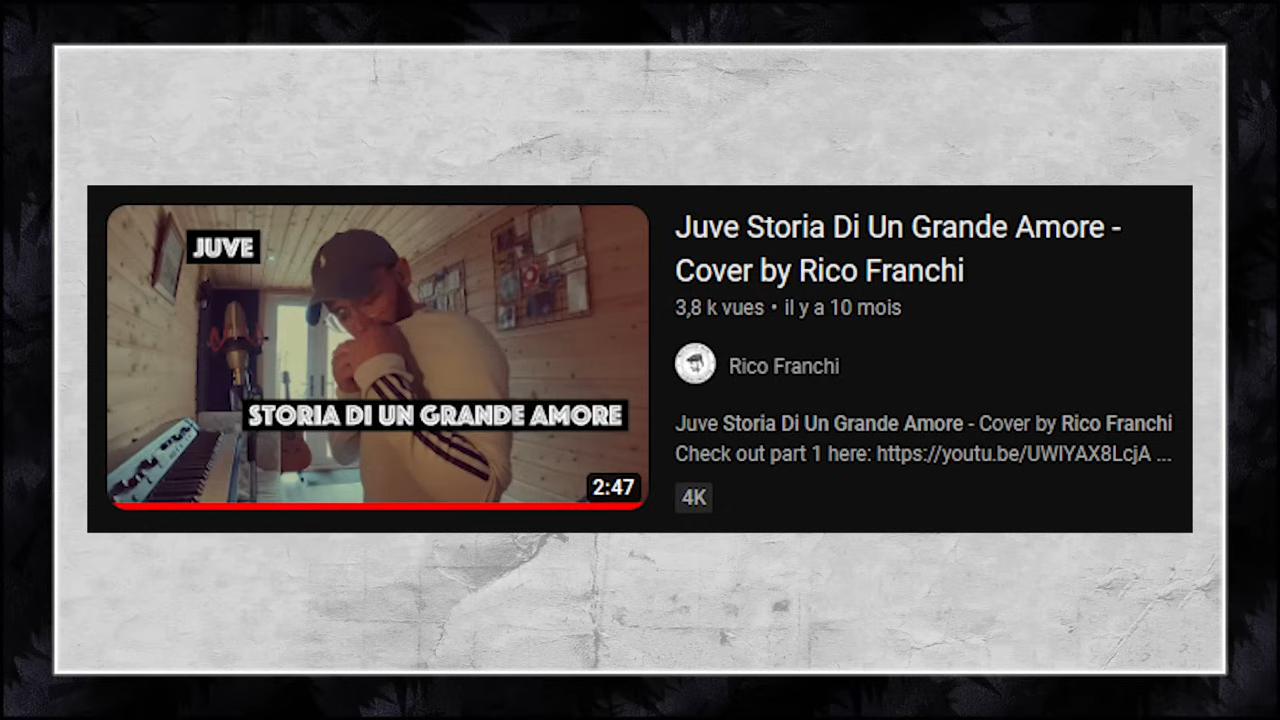 JUVE
STORIA DI UN GRANDE AMORE
2:47
Juve Storia Di Un Grande Amore -
Cover by Rico Franchi
3,8 k vues • il y a 10 mois
Rico Franchi
Juve Storia Di Un Grande Amore - Cover by Rico Franchi
Check out part 1 here: https://youtu.be/UWIYAX8LcjA ...
4K